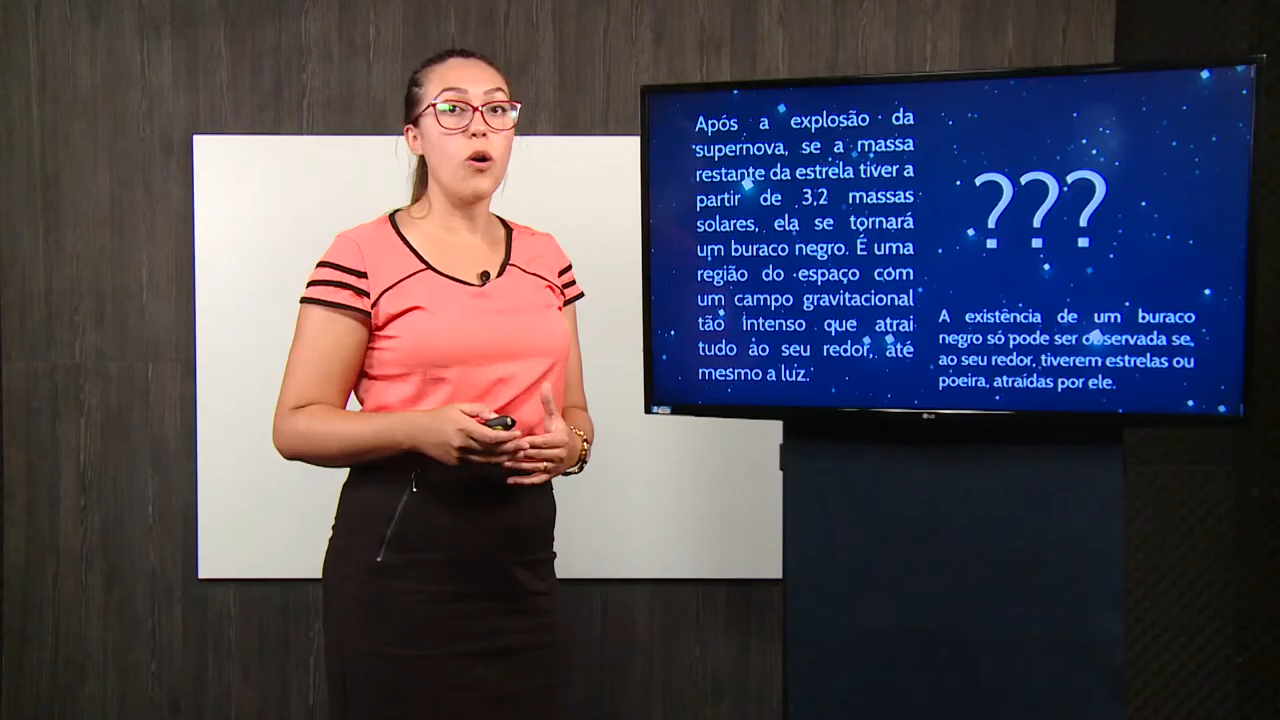 Após a explosão da
supernova, se a massa
restante da estrela tiver a
partir de 3,2 massas
solares, ela se tornará
um buraco negro. É uma
região do espaço com
um campo gravitacional
tão intenso que atrai
tudo ao seu redor, até
mesmo a luz.
???
A existência de um buraco
negro só pode ser observada se,
ao seu redor, tiverem estrelas ou
poeira, atraídas por ele.
LG